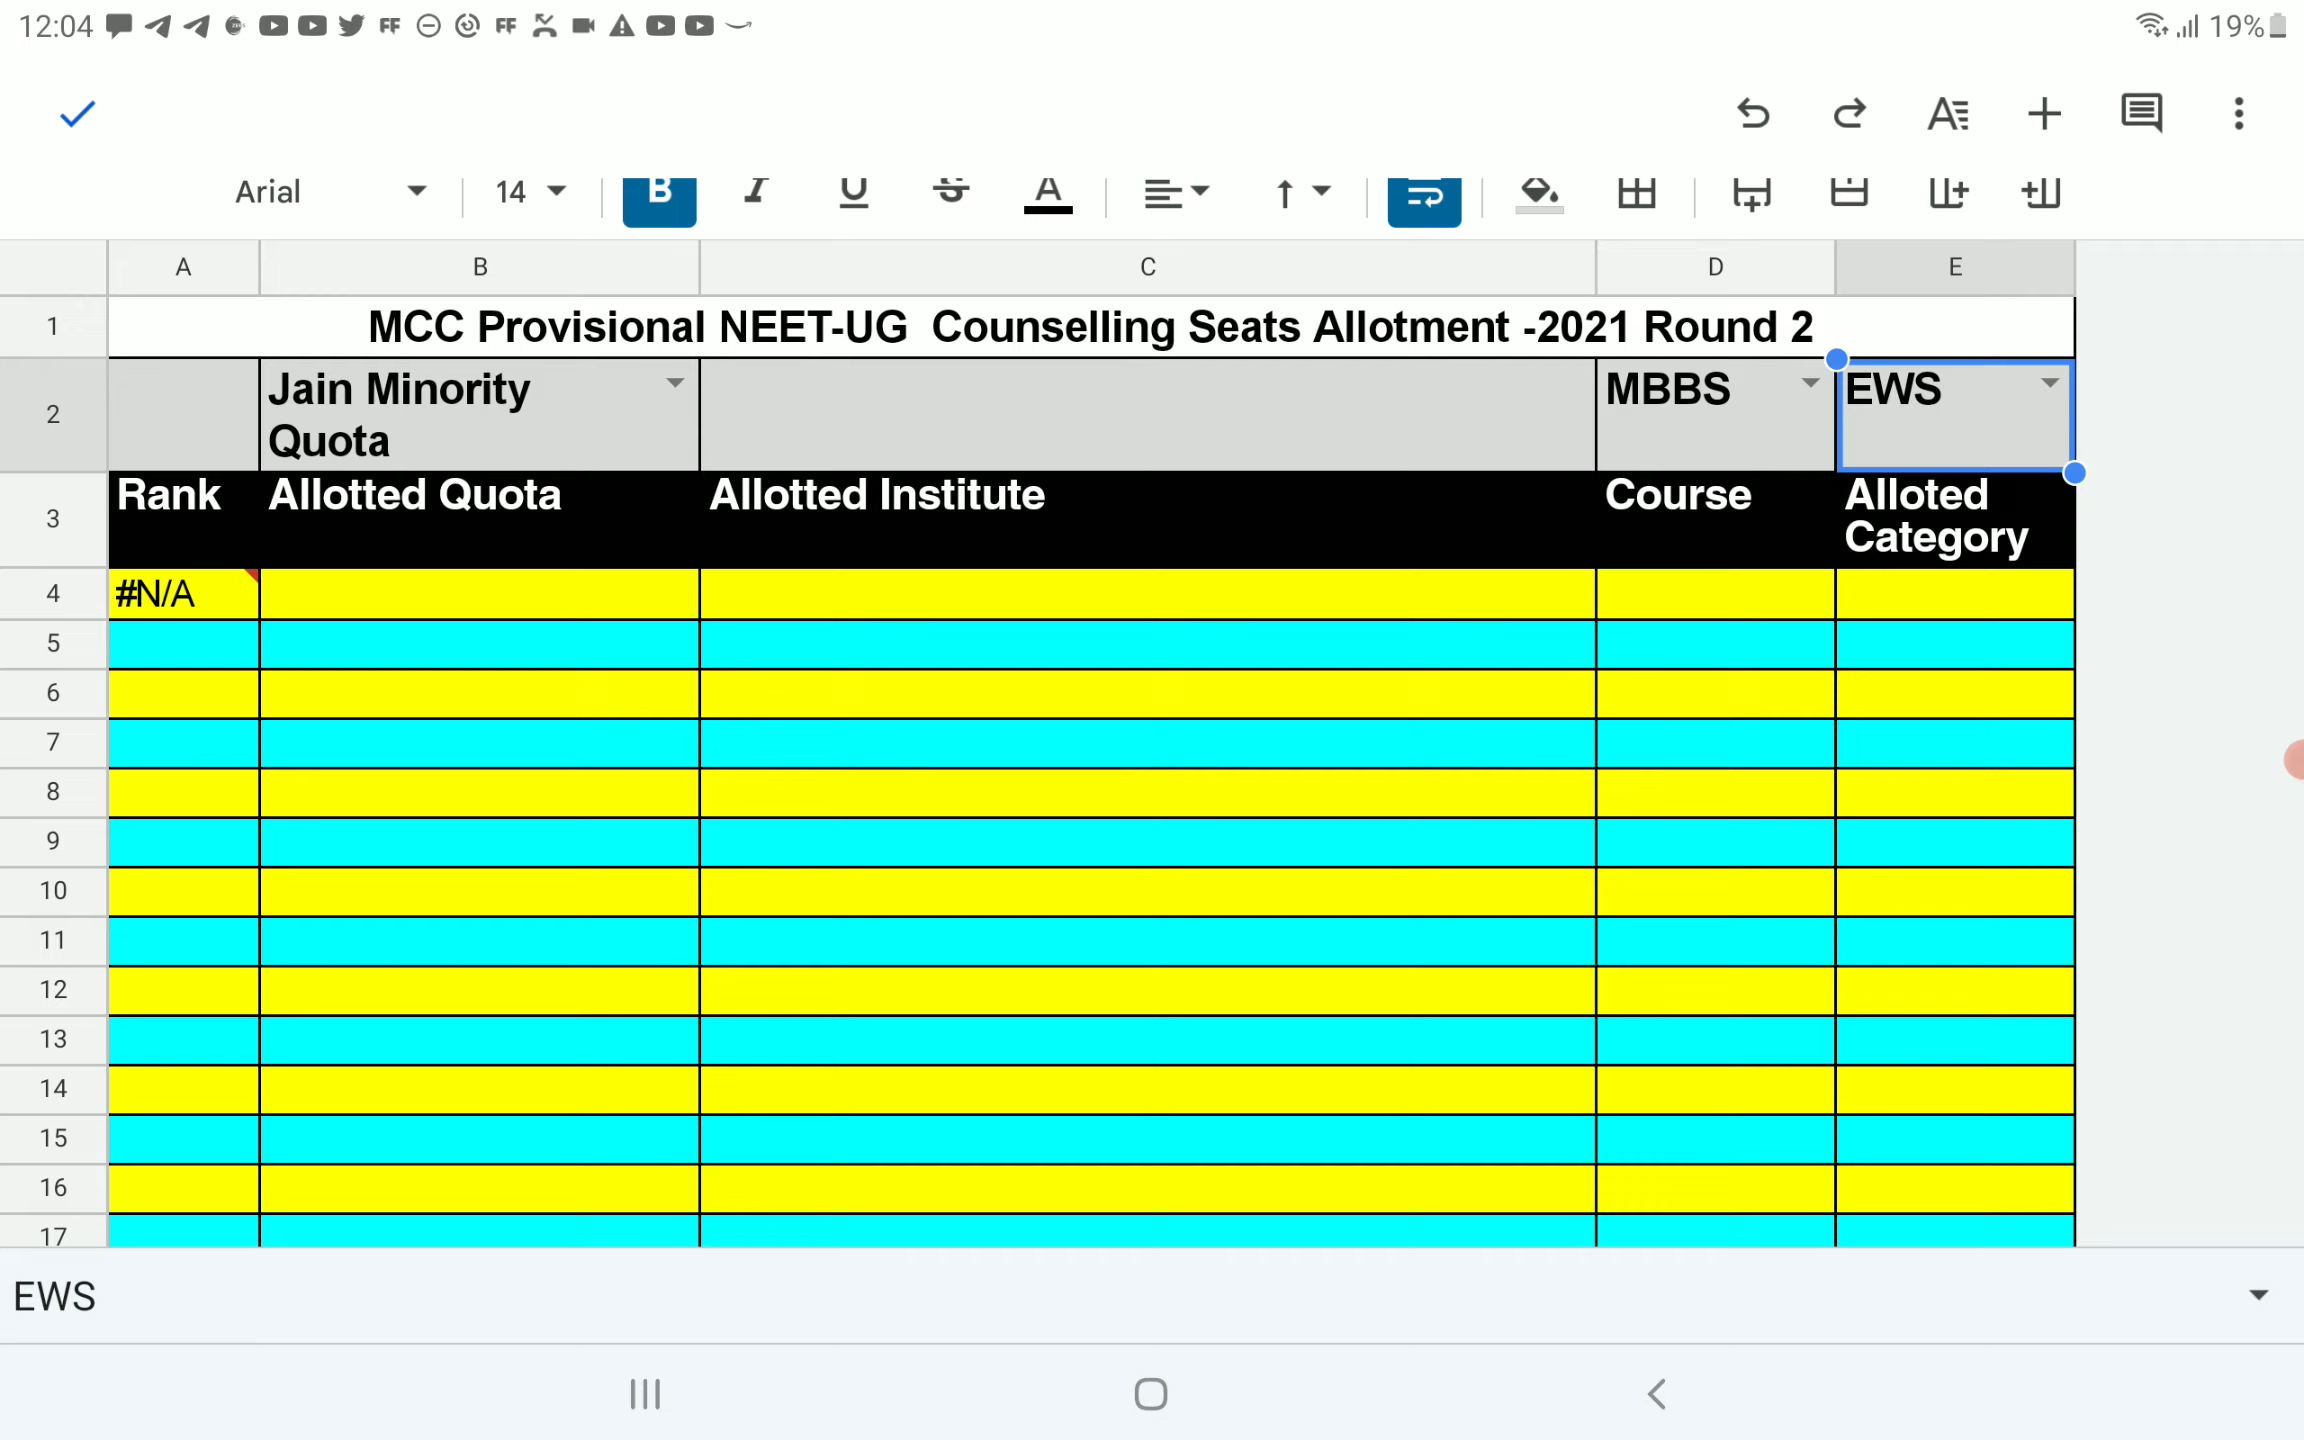 12:04
19%
Arial 14 B I U S A
A B C D E
1 MCC Provisional NEET-UG Counselling Seats Allotment -2021 Round 2
2 Jain Minority Quota MBBS EWS
3 Rank Allotted Quota Allotted Institute Course Alloted Category
4 #N/A
5
6
7
8
9
10
11
12
13
14
15
16
17
EWS